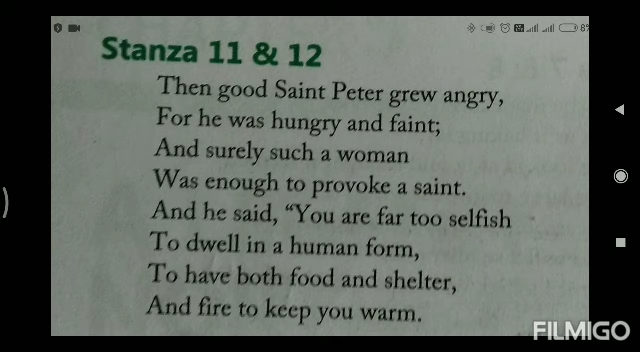 8%
Stanza 11 & 12
Then good Saint Peter grew angry,
For he was hungry and faint;
And surely such a woman
Was enough to provoke a saint.
And he said, “You are far too selfish
To dwell in a human form,
To have both food and shelter,
And fire to keep you warm.
FILMIGO